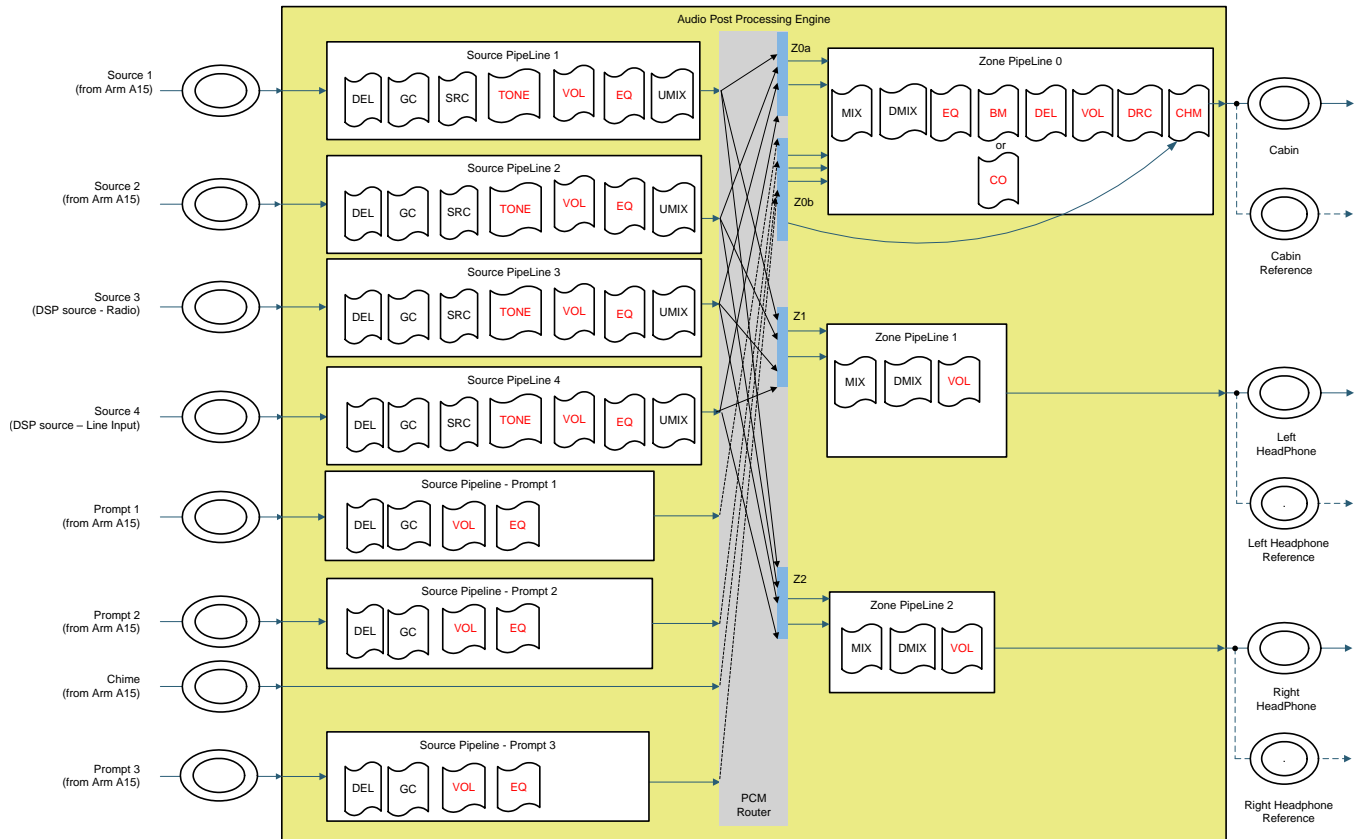 Audio Post Processing Engine
Source 1
(from Arm A15)
Source PipeLine 1
DEL GC SRC TONE VOL EQ UMIX
Source 2
(from Arm A15)
Source PipeLine 2
DEL GC SRC TONE VOL EQ UMIX
Source 3
(DSP source - Radio)
Source PipeLine 3
DEL GC SRC TONE VOL EQ UMIX
Source 4
(DSP source – Line Input)
Source PipeLine 4
DEL GC SRC TONE VOL EQ UMIX
Prompt 1
(from Arm A15)
Source Pipeline - Prompt 1
DEL GC VOL EQ
Prompt 2
(from Arm A15)
Source Pipeline - Prompt 2
DEL GC VOL EQ
Chime
(from Arm A15)
Prompt 3
(from Arm A15)
Source Pipeline - Prompt 3
DEL GC VOL EQ
PCM
Router
Z0a
Z0b
Zone PipeLine 0
MIX DMIX EQ BM DEL VOL DRC CHM
or
CO
Z1
Zone PipeLine 1
MIX DMIX VOL
Z2
Zone PipeLine 2
MIX DMIX VOL
Cabin
Cabin
Reference
Left
HeadPhone
.
Left Headphone
Reference
Right
HeadPhone
.
Right Headphone
Reference